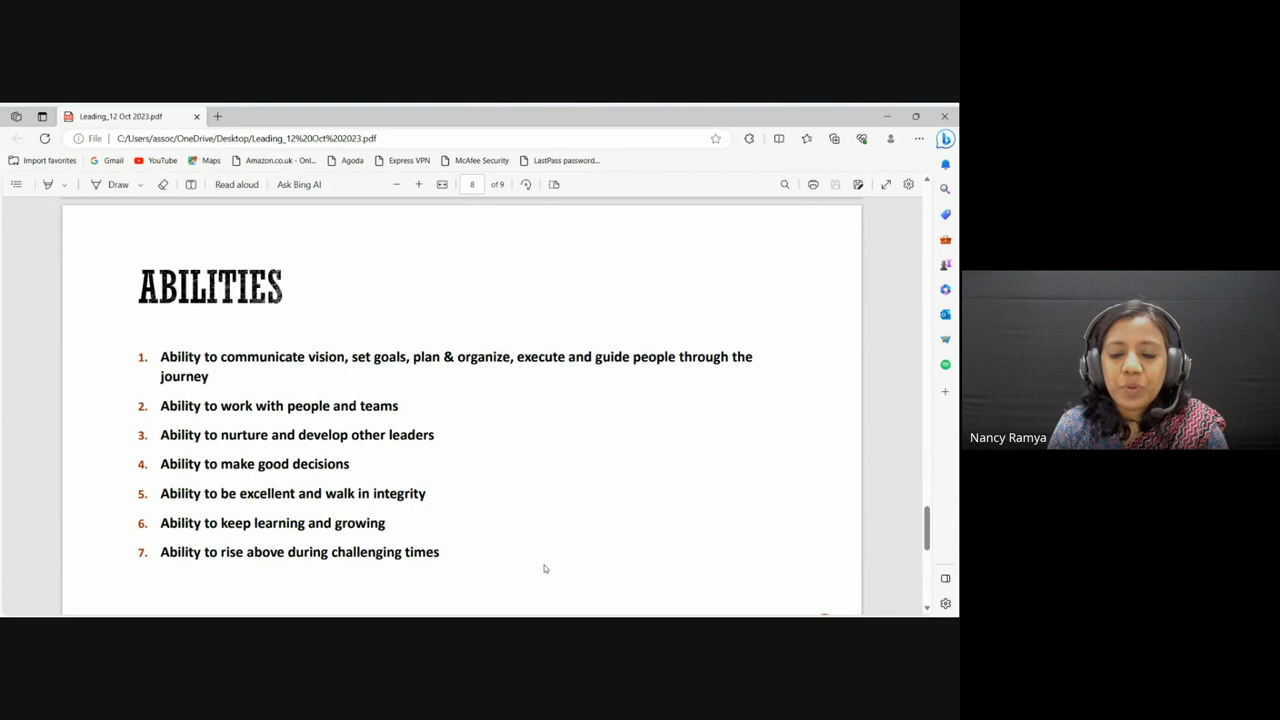 Leading_12 Oct 2023.pdf
File C:/Users/assoc/OneDrive/Desktop/Leading_12%20Oct%202023.pdf
Import favorites Gmail YouTube Maps Amazon.co.uk - Onl... Agoda Express VPN McAfee Security LastPass password...
Draw Read aloud Ask Bing AI 8 of 9
ABILITIES
1. Ability to communicate vision, set goals, plan & organize, execute and guide people through the
journey
2. Ability to work with people and teams
3. Ability to nurture and develop other leaders
4. Ability to make good decisions
5. Ability to be excellent and walk in integrity
6. Ability to keep learning and growing
7. Ability to rise above during challenging times
Nancy Ramya